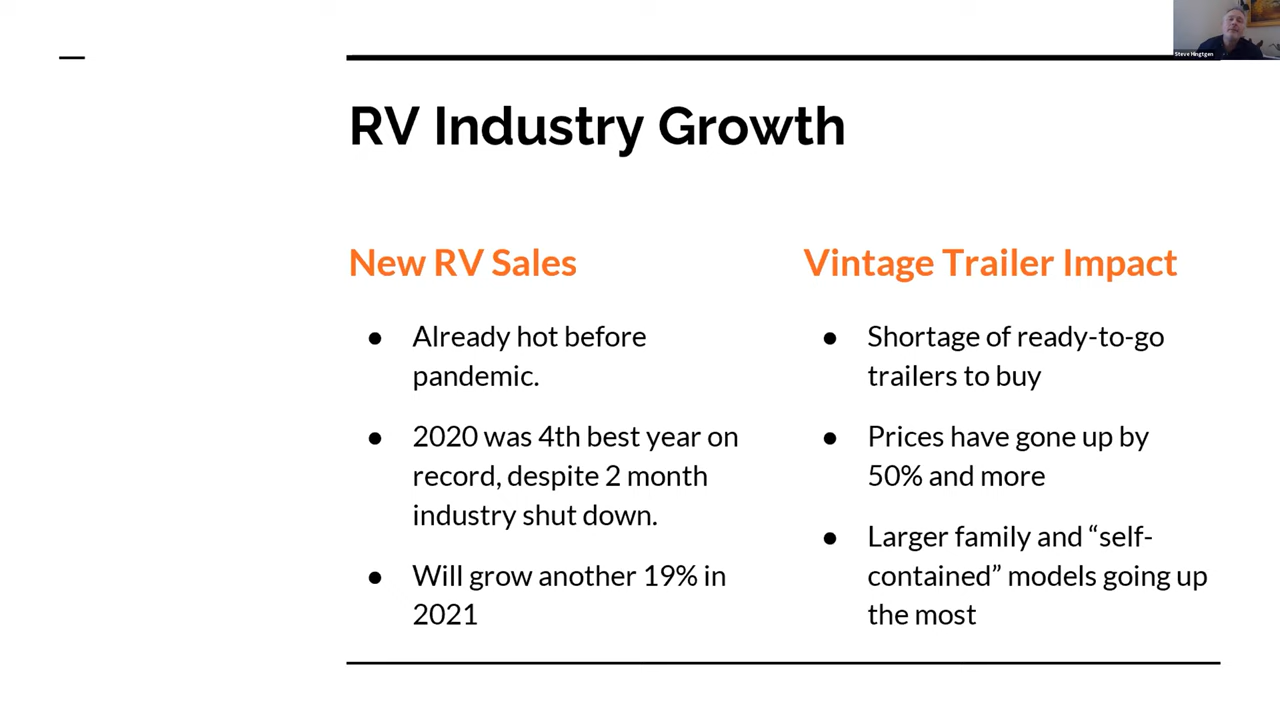 Steve Hingtgen
RV Industry Growth
New RV Sales
● Already hot before
pandemic.
● 2020 was 4th best year on
record, despite 2 month
industry shut down.
● Will grow another 19% in
2021
Vintage Trailer Impact
● Shortage of ready-to-go
trailers to buy
● Prices have gone up by
50% and more
● Larger family and “self-
contained” models going up
the most